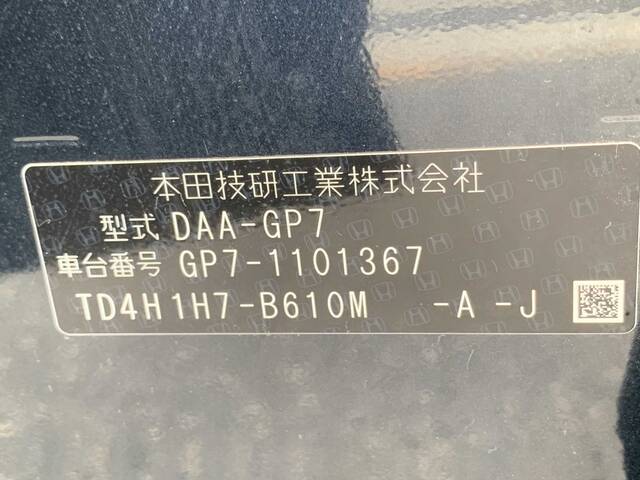 本田技研工業株式会社
型式 DAA-GP7
車台番号 GP7-1101367
TD4H1H7-B610M -A -J